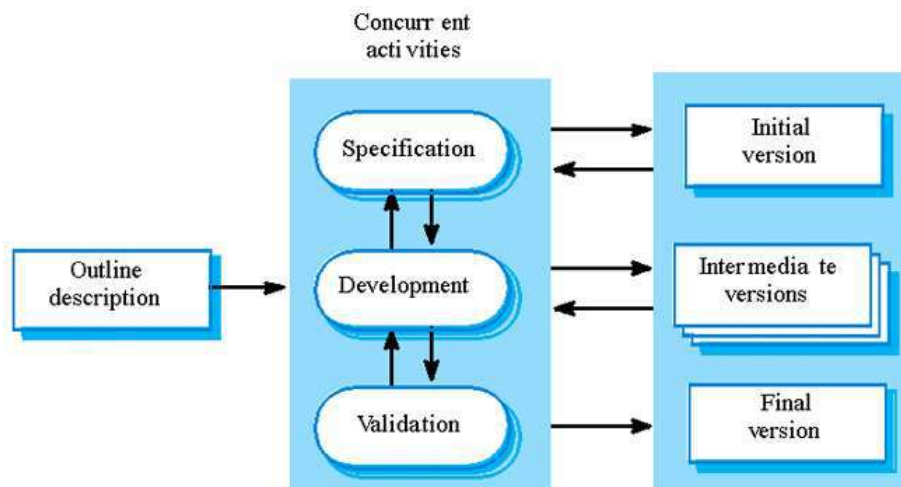 Concurr ent
acti vities
Specification
Initial
version
Outline
description
Development
Intermedia te
versions
Validation
Final
version